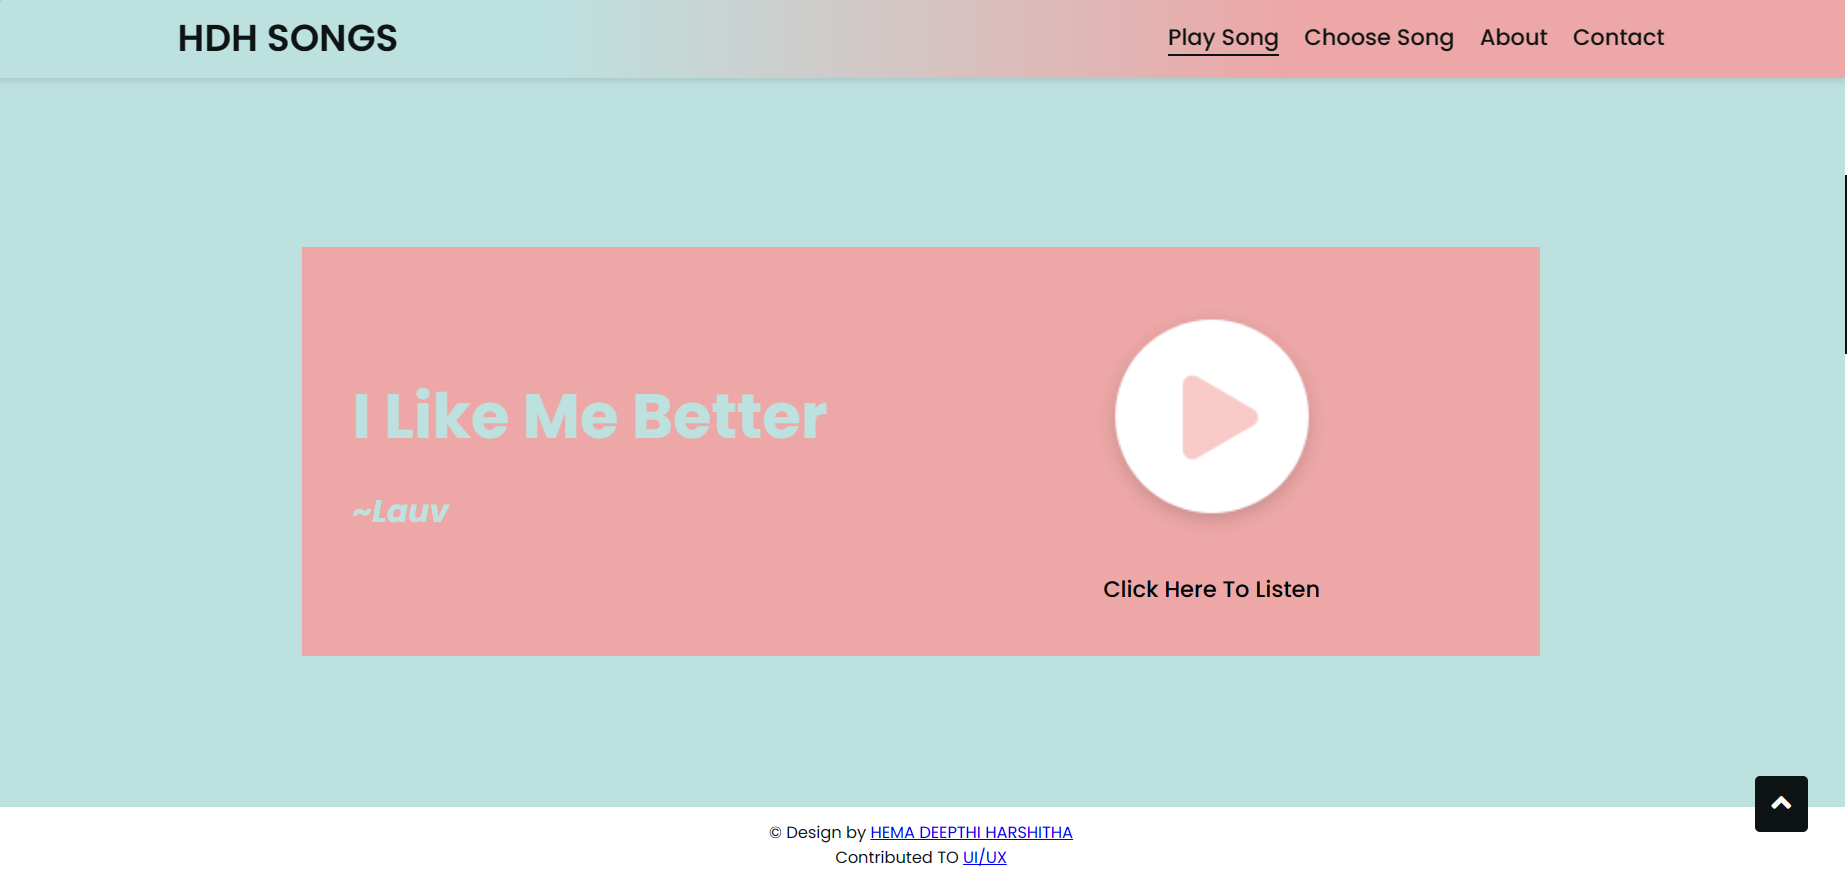 HDH SONGS
Play Song Choose Song About Contact
I Like Me Better
~Lauv
Click Here To Listen
© Design by HEMA DEEPTHI HARSHITHA
Contributed TO UI/UX